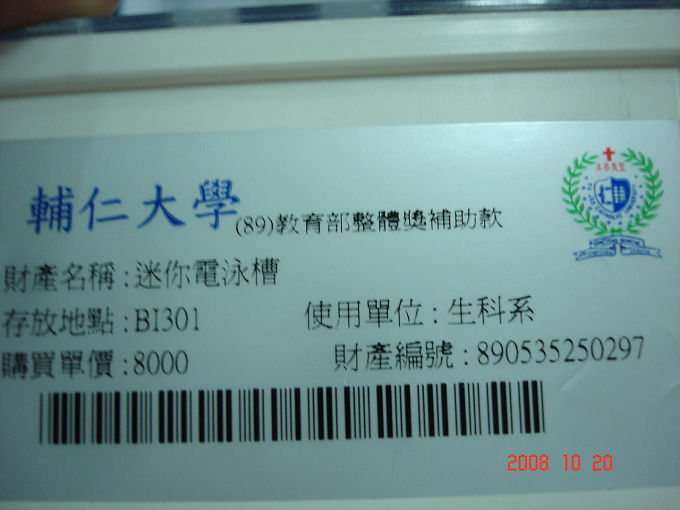 輔仁大學 (89)教育部整體獎補助款
財產名稱：迷你電泳槽
存放地點：BI301 使用單位：生科系
購買單價：8000 財產編號：890535250297
2008 10 20